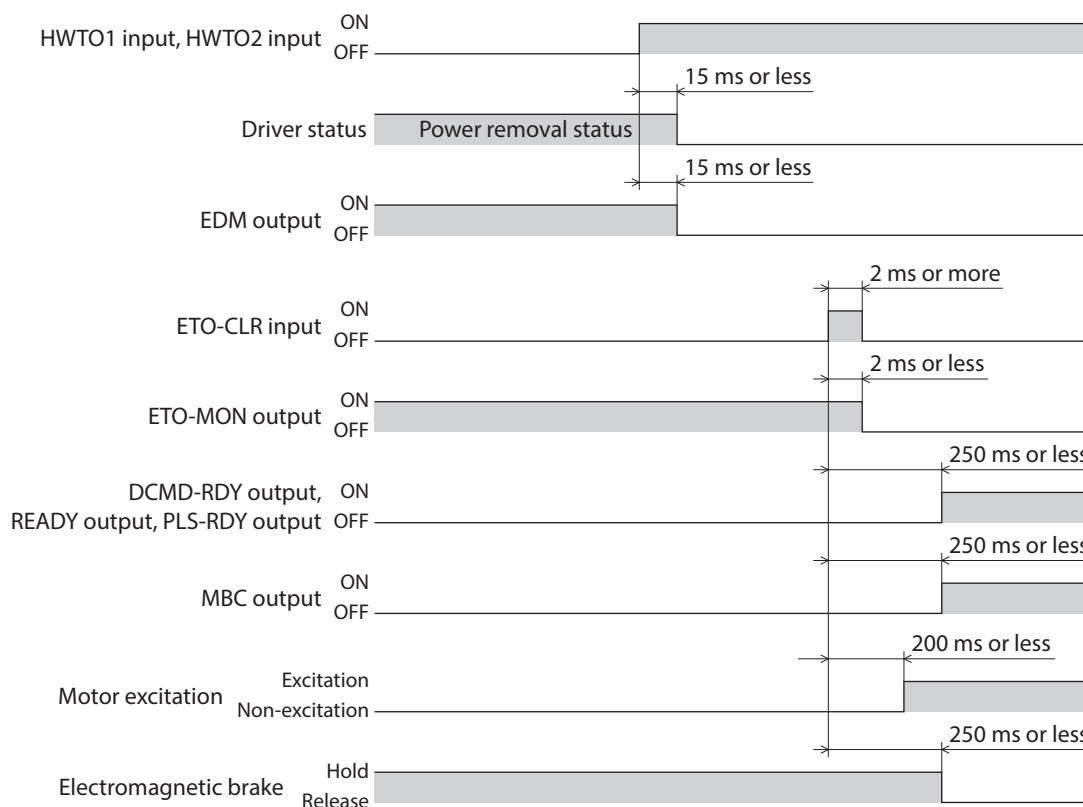 ON
HWTO1 input, HWTO2 input
OFF
15 ms or less
Driver status
Power removal status
15 ms or less
ON
EDM output
OFF
2 ms or more
ON
ETO-CLR input
OFF
2 ms or less
ON
ETO-MON output
OFF
250 ms or less
DCMD-RDY output,
ON
READY output, PLS-RDY output
OFF
250 ms or less
ON
MBC output
OFF
200 ms or less
Excitation
Motor excitation
Non-excitation
250 ms or less
Hold
Electromagnetic brake
Release